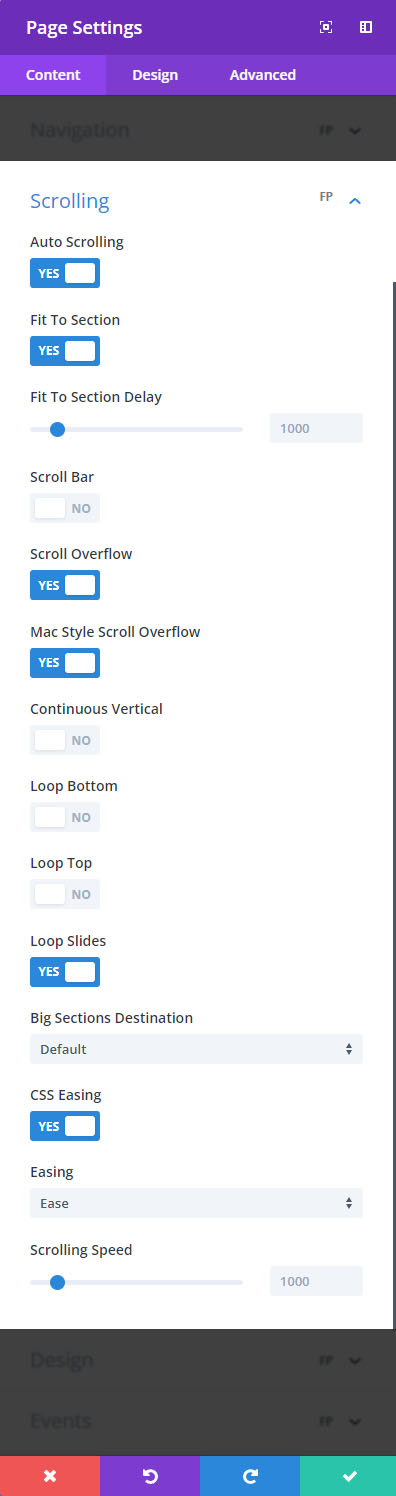 Page Settings
Content Design Advanced
Navigation FP
Scrolling FP
Auto Scrolling
YES
Fit To Section
YES
Fit To Section Delay
1000
Scroll Bar
NO
Scroll Overflow
YES
Mac Style Scroll Overflow
YES
Continuous Vertical
NO
Loop Bottom
NO
Loop Top
NO
Loop Slides
YES
Big Sections Destination
Default
CSS Easing
YES
Easing
Ease
Scrolling Speed
1000
Design FP
Events FP